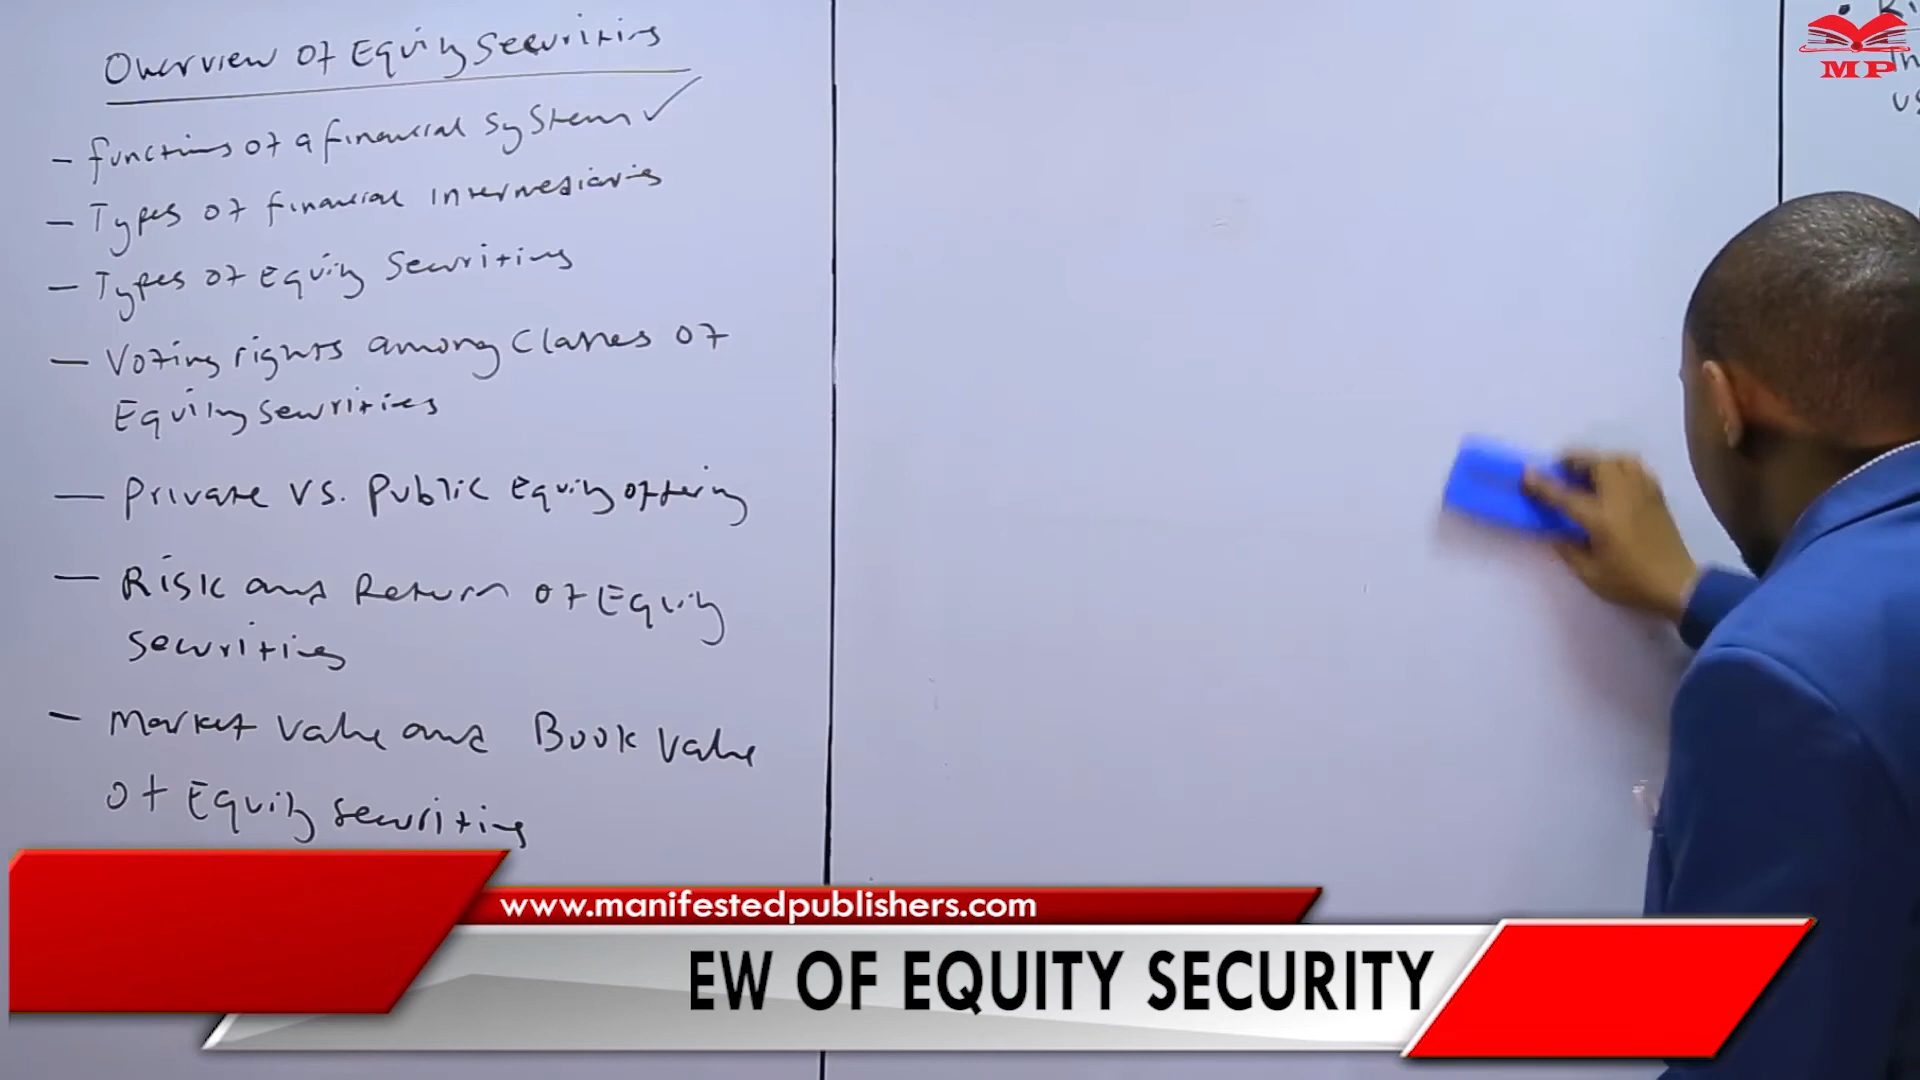 Overview of Equity Securities
- functions of a financial system ✓
- Types of financial intermediaries
- Types of equity securities
- Voting rights among classes of
Equity securities
- Private vs. Public equity offering
- Risk and Return of Equity
securities
- Market value and Book value
of Equity securities
MP
Th
us
www.manifestedpublishers.com
EW OF EQUITY SECURITY